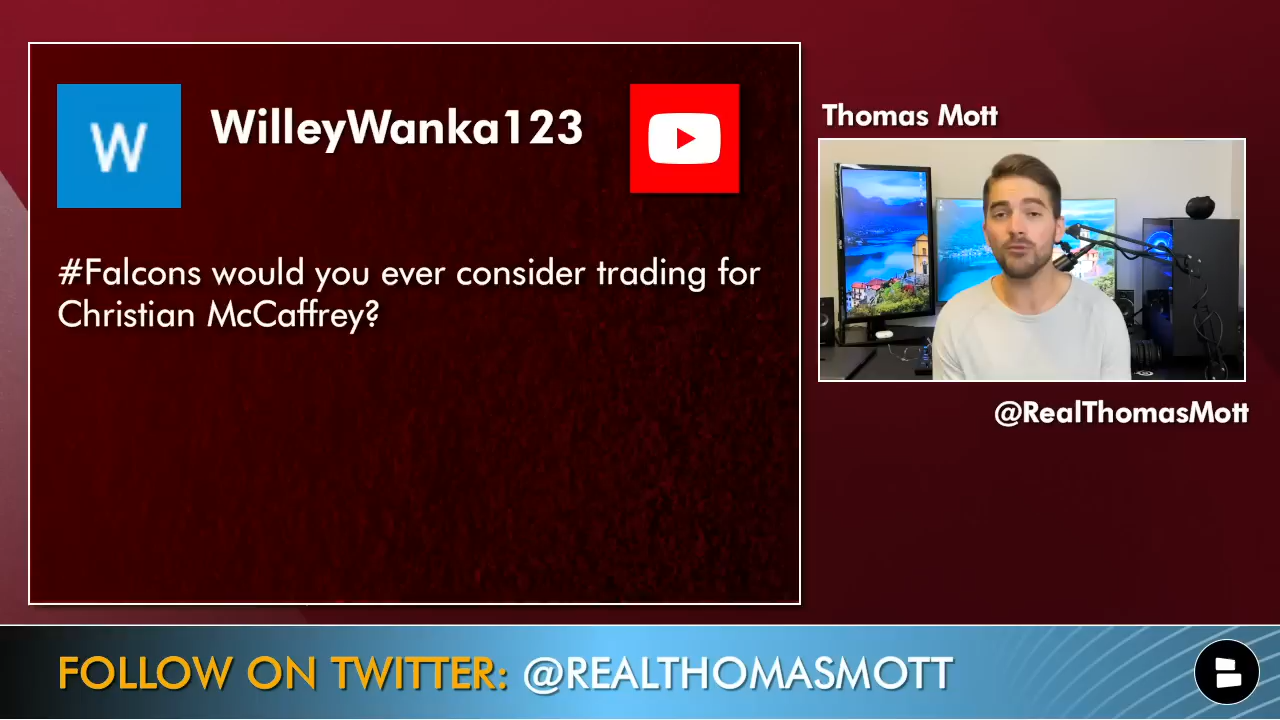 W
WilleyWanka123
#Falcons would you ever consider trading for
Christian McCaffrey?
Thomas Mott
@RealThomasMott
FOLLOW ON TWITTER: @REALTHOMASMOTT